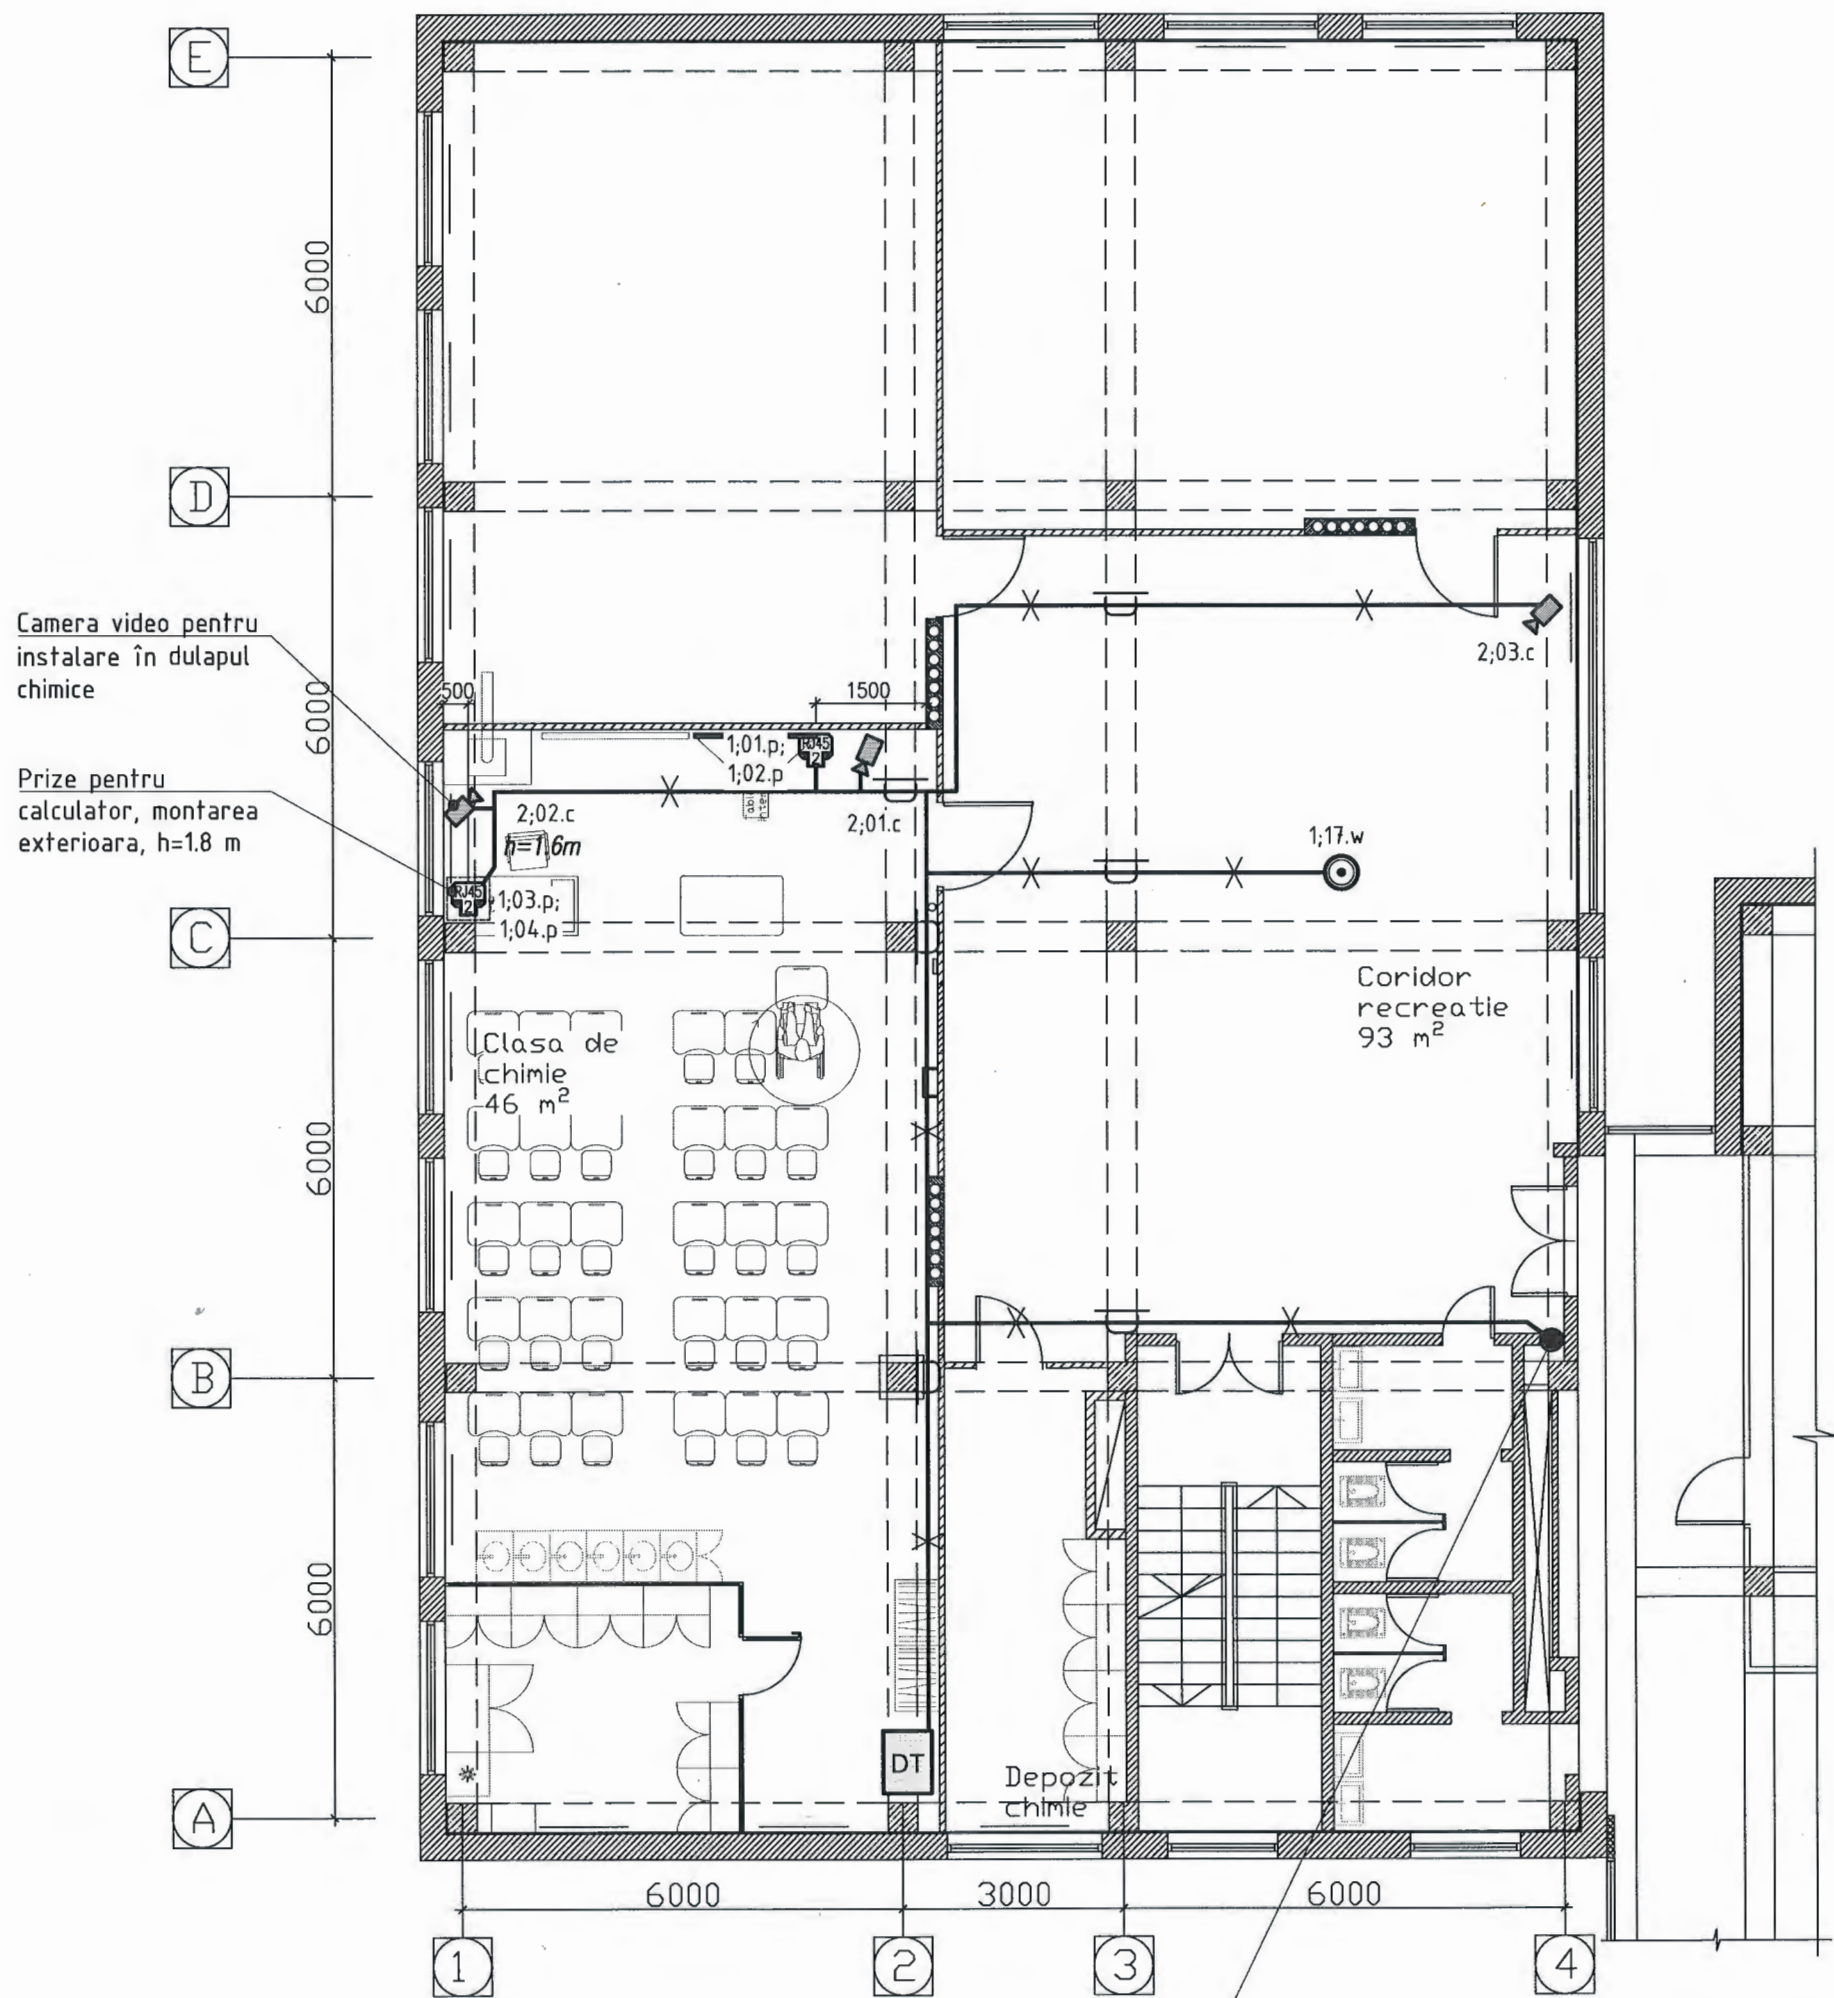 E
6000
D
Camera video pentru
instalare în dulapul
chimice
2;03.c
6000
500
1500
1;01.p;
1;02.p
RJ45
2
Prize pentru
calculator, montarea
exterioara, h=1.8 m
2;02.c
2;01.c
h=1.6m
1;17.w
RJ45
2
1;03.p;
1;04.p
C
Coridor
recreatie
93 m²
Clasa de
chimie
46 m²
6000
B
6000
DT
Depozit
chimie
A
6000
3000
6000
1
2
3
4